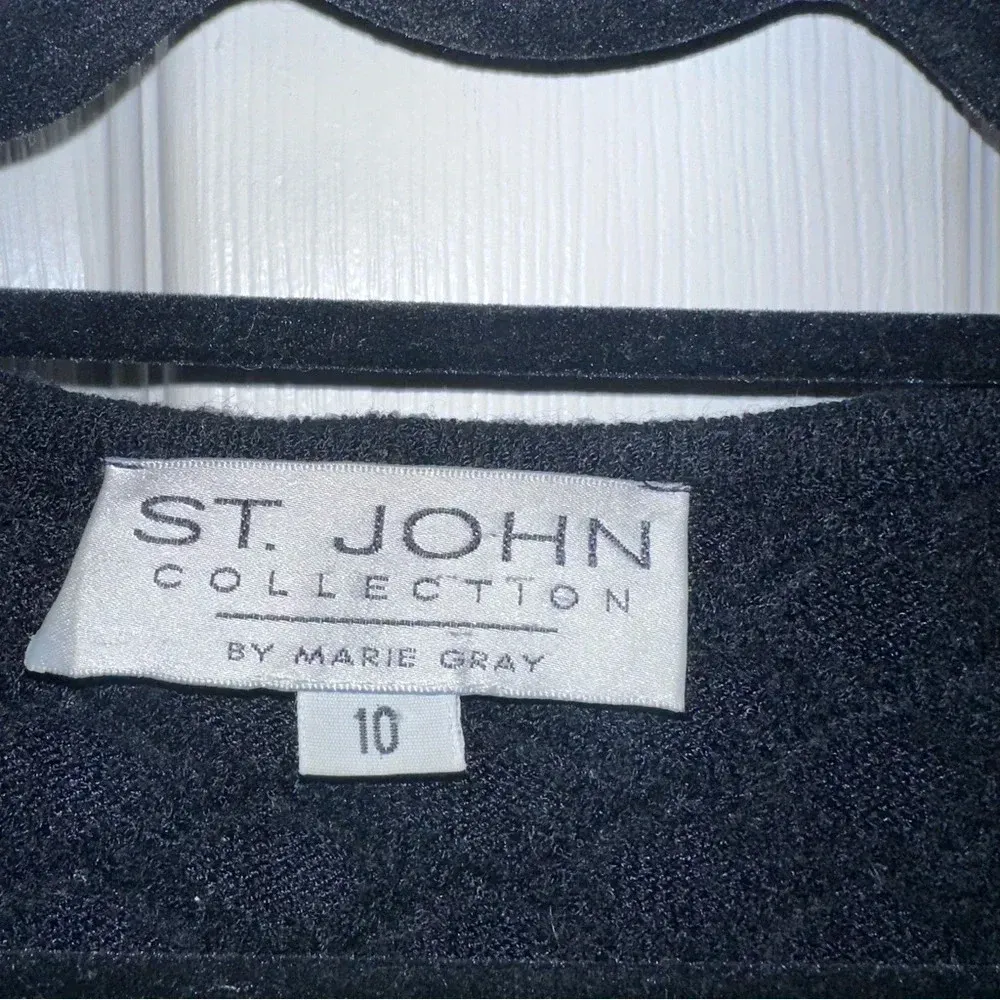 ST. JOHN
COLLECTION
BY MARIE GRAY
10